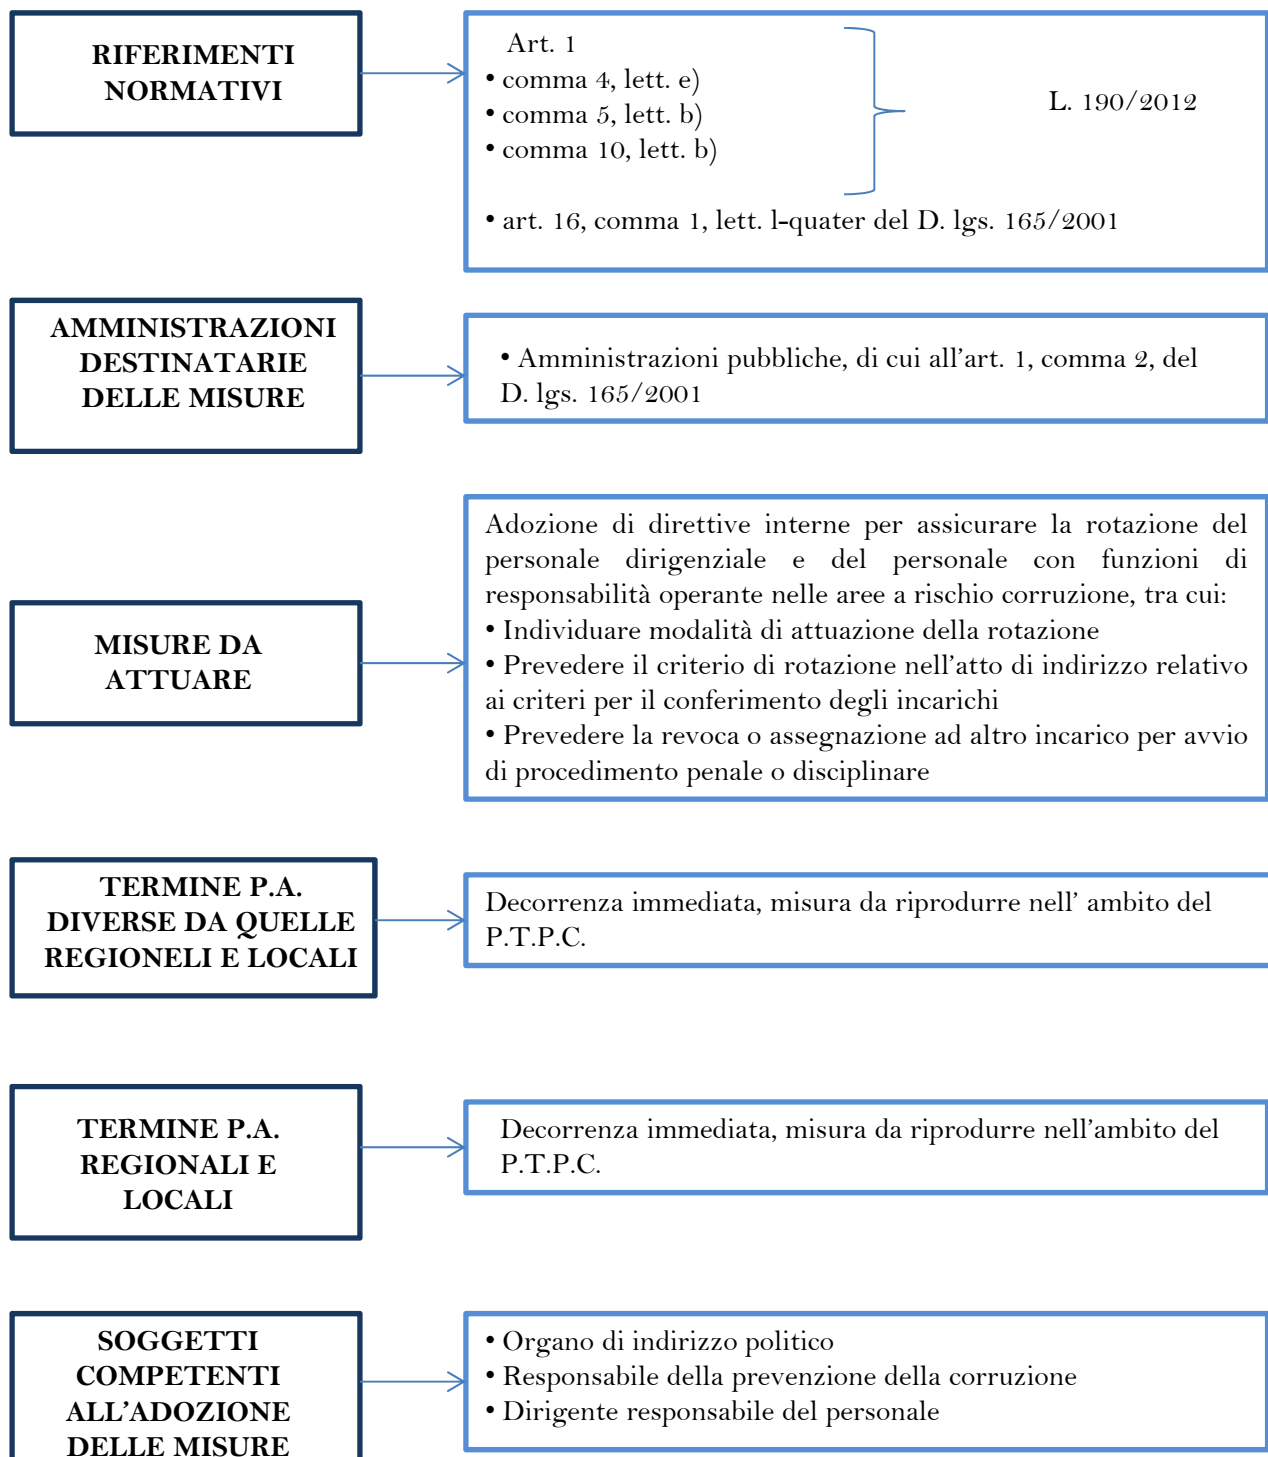 RIFERIMENTI
NORMATIVI
Art. 1
• comma 4, lett. e)
• comma 5, lett. b)
• comma 10, lett. b)
L. 190/2012
• art. 16, comma 1, lett. l-quater del D. lgs. 165/2001
AMMINISTRAZIONI
DESTINATARIE
DELLE MISURE
• Amministrazioni pubbliche, di cui all’art. 1, comma 2, del
D. lgs. 165/2001
MISURE DA
ATTUARE
Adozione di direttive interne per assicurare la rotazione del
personale dirigenziale e del personale con funzioni di
responsabilità operante nelle aree a rischio corruzione, tra cui:
• Individuare modalità di attuazione della rotazione
• Prevedere il criterio di rotazione nell’atto di indirizzo relativo
ai criteri per il conferimento degli incarichi
• Prevedere la revoca o assegnazione ad altro incarico per avvio
di procedimento penale o disciplinare
TERMINE P.A.
DIVERSE DA QUELLE
REGIONELI E LOCALI
Decorrenza immediata, misura da riprodurre nell’ ambito del
P.T.P.C.
TERMINE P.A.
REGIONALI E
LOCALI
Decorrenza immediata, misura da riprodurre nell’ambito del
P.T.P.C.
SOGGETTI
COMPETENTI
ALL’ADOZIONE
DELLE MISURE
• Organo di indirizzo politico
• Responsabile della prevenzione della corruzione
• Dirigente responsabile del personale